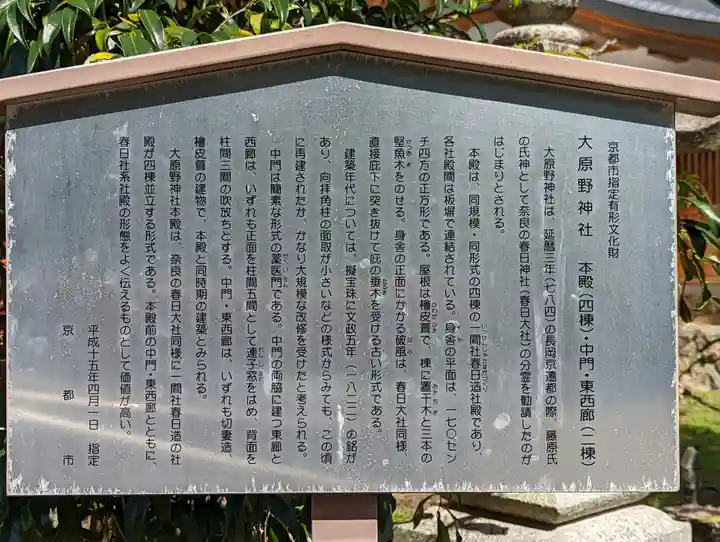 京都市指定有形文化財
大原野神社 本殿(四棟)・中門・東西廊(二棟)
大原野神社は、延暦三年(七八四)の長岡京遷都の際、藤原氏
の氏神として奈良の春日神社(春日大社)の分霊を勧請したのが
はじまりとされる。
本殿は、同規模・同形式の四棟の一間社春日造社殿であり、
各社殿間は板塀で連結されている。身舎の平面は、一七〇セン
チ四方の正方形である。屋根は檜皮葺で、棟に置千木と三本の
堅魚木をのせる。身舎の正面にかかる破風は、春日大社同様、
直接庇下に突き抜けて庇の垂木を受ける古い形式である。
建築年代については、擬宝珠に文政五年(一八二二)の銘が
あり、向拝角柱の面取が小さいなどの様式からみても、この頃
に再建されたか、かなり大規模な改修を受けたと考えられる。
中門は簡素な形式の薬医門である。中門の両脇に建つ東廊と
西廊は、いずれも正面を柱間五間として連子窓をはめ、背面を
柱間三間の吹放ちとする。中門・東西廊は、いずれも切妻造、
檜皮葺の建物で、本殿と同時期の建築とみられる。
大原野神社本殿は、奈良の春日大社同様に一間社春日造の社
殿が四棟並立する形式である。本殿前の中門・東西廊とともに、
春日社系社殿の形態をよく伝えるものとして価値が高い。
平成十五年四月一日 指定
京都市